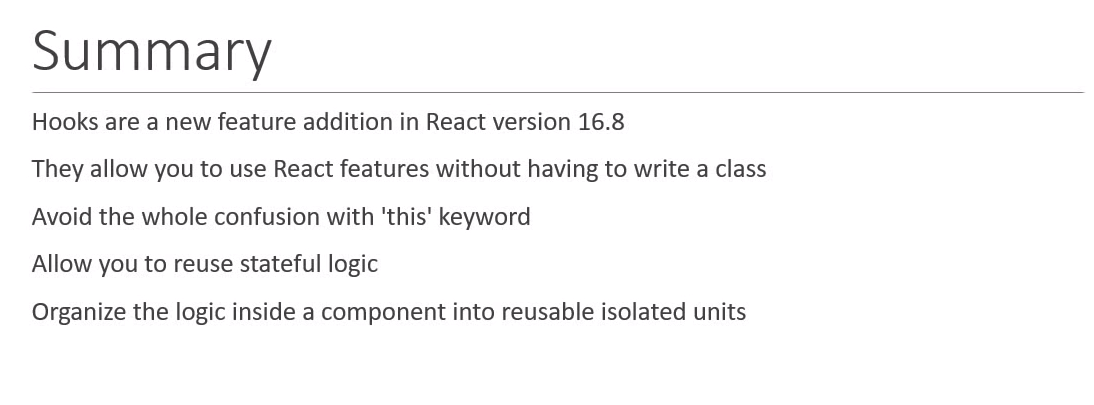 Summary
Hooks are a new feature addition in React version 16.8
They allow you to use React features without having to write a class
Avoid the whole confusion with 'this' keyword
Allow you to reuse stateful logic
Organize the logic inside a component into reusable isolated units